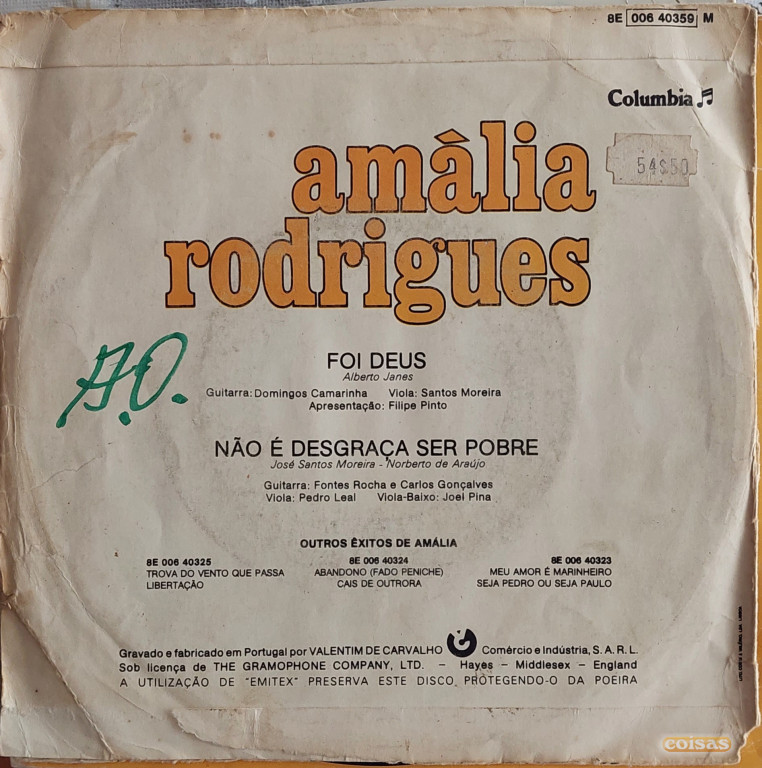 8E 006 40359 M
Columbia
54$50
amália
rodrigues
A.O.
FOI DEUS
Alberto Janes
Guitarra: Domingos Camarinha Viola: Santos Moreira
Apresentação: Filipe Pinto
NÃO É DESGRAÇA SER POBRE
José Santos Moreira - Norberto de Araújo
Guitarra: Fontes Rocha e Carlos Gonçalves
Viola: Pedro Leal Viola-Baixo: Joel Pina
OUTROS ÊXITOS DE AMÁLIA
8E 006 40325 8E 006 40324 8E 006 40323
TROVA DO VENTO QUE PASSA ABANDONO (FADO PENICHE) MEU AMOR É MARINHEIRO
LIBERTAÇÃO CAIS DE OUTRORA SEJA PEDRO OU SEJA PAULO
Gravado e fabricado em Portugal por VALENTIM DE CARVALHO Comércio e Indústria, S. A. R. L.
Sob licença de THE GRAMOPHONE COMPANY, LTD. – Hayes – Middlesex – England
A UTILIZAÇÃO DE "EMITEX" PRESERVA ESTE DISCO, PROTEGENDO-O DA POEIRA
coisas